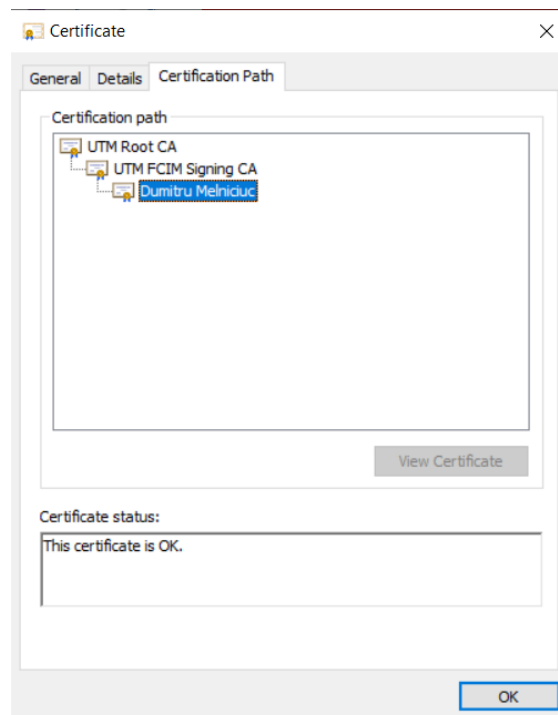 Certificate
General Details Certification Path
Certification path
UTM Root CA
UTM FCIM Signing CA
Dumitru Melniciuc
View Certificate
Certificate status:
This certificate is OK.
OK